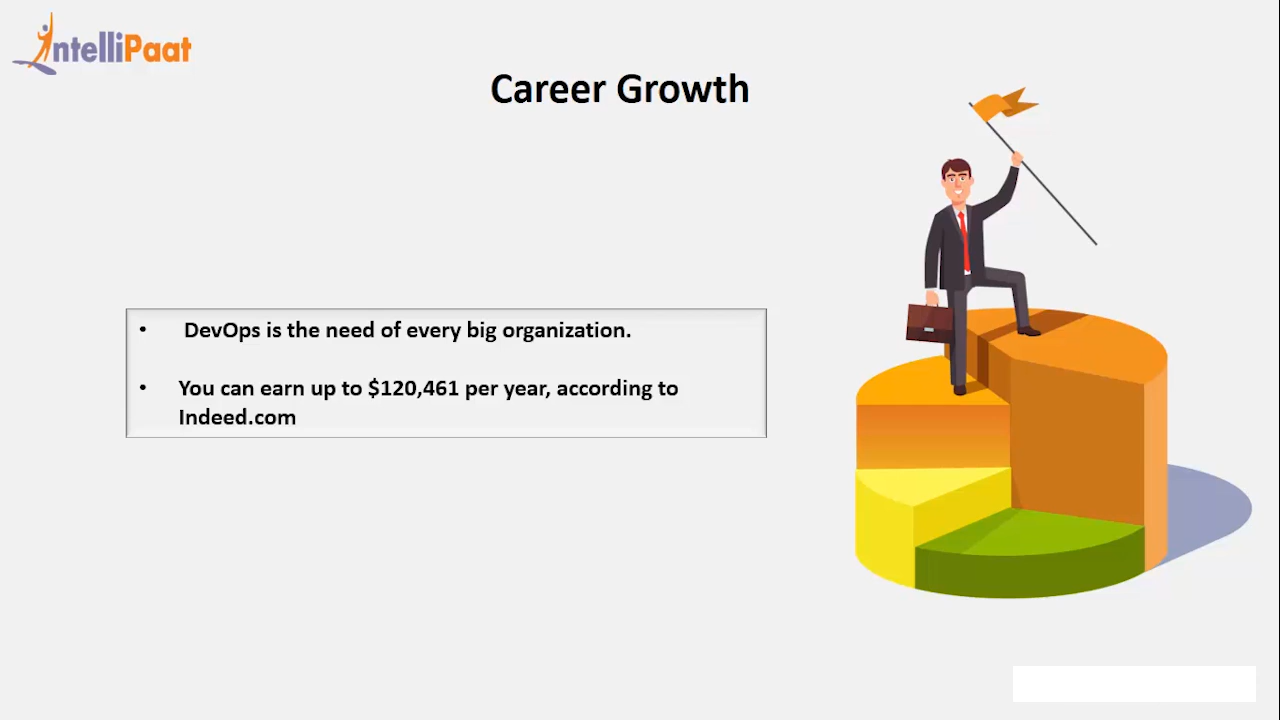 IntelliPaat
Career Growth
• DevOps is the need of every big organization.
• You can earn up to $120,461 per year, according to
Indeed.com